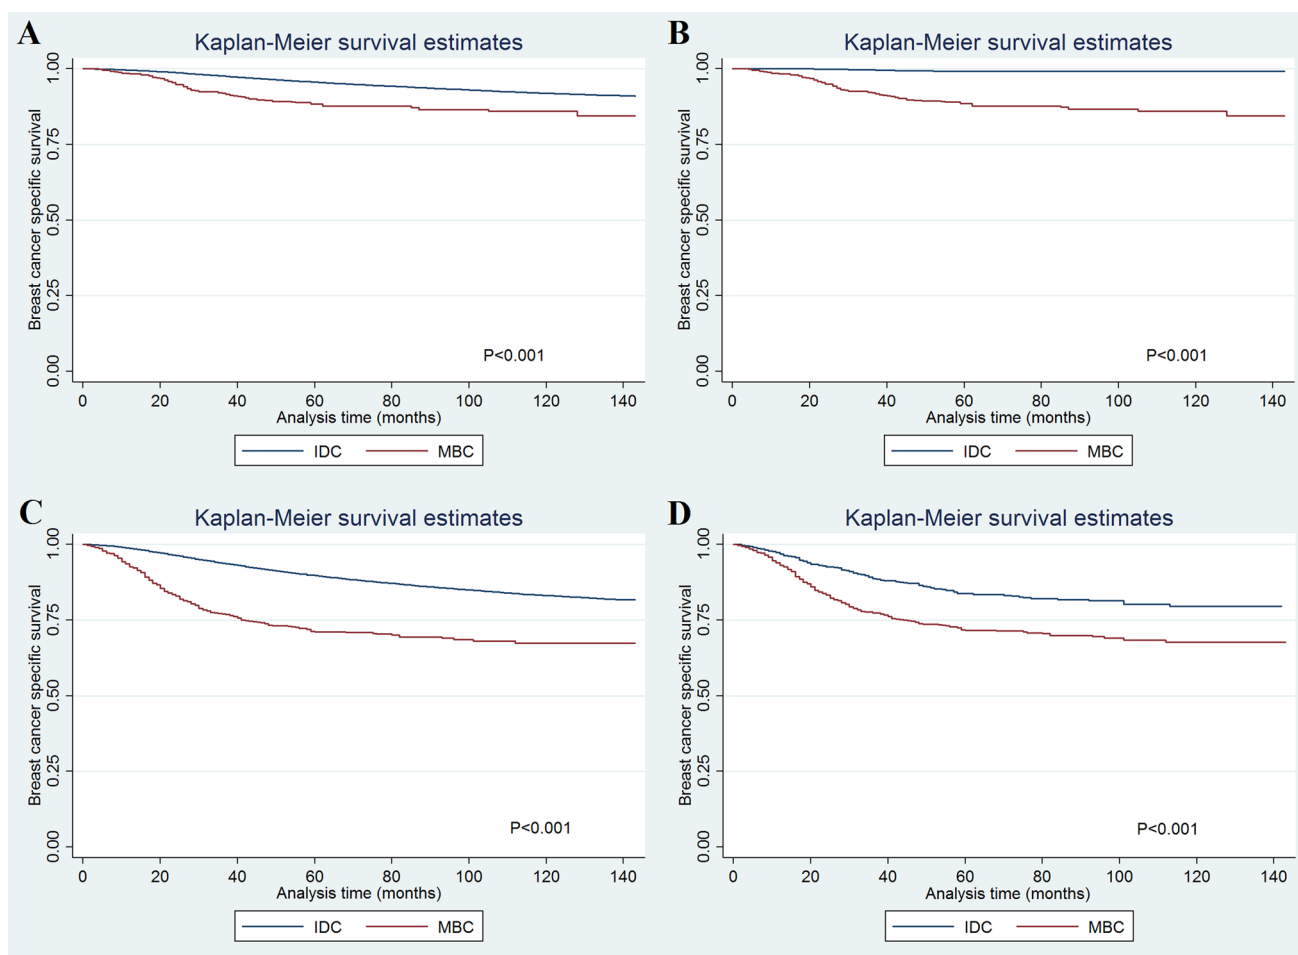 A
Kaplan-Meier survival estimates
Breast cancer specific survival
1.00
0.75
0.50
0.25
0.00
P<0.001
0 20 40 60 80 100 120 140
Analysis time (months)
IDC MBC
B
Kaplan-Meier survival estimates
Breast cancer specific survival
1.00
0.75
0.50
0.25
0.00
P<0.001
0 20 40 60 80 100 120 140
Analysis time (months)
IDC MBC
C
Kaplan-Meier survival estimates
Breast cancer specific survival
1.00
0.75
0.50
0.25
0.00
P<0.001
0 20 40 60 80 100 120 140
Analysis time (months)
IDC MBC
D
Kaplan-Meier survival estimates
Breast cancer specific survival
1.00
0.75
0.50
0.25
0.00
P<0.001
0 20 40 60 80 100 120 140
Analysis time (months)
IDC MBC